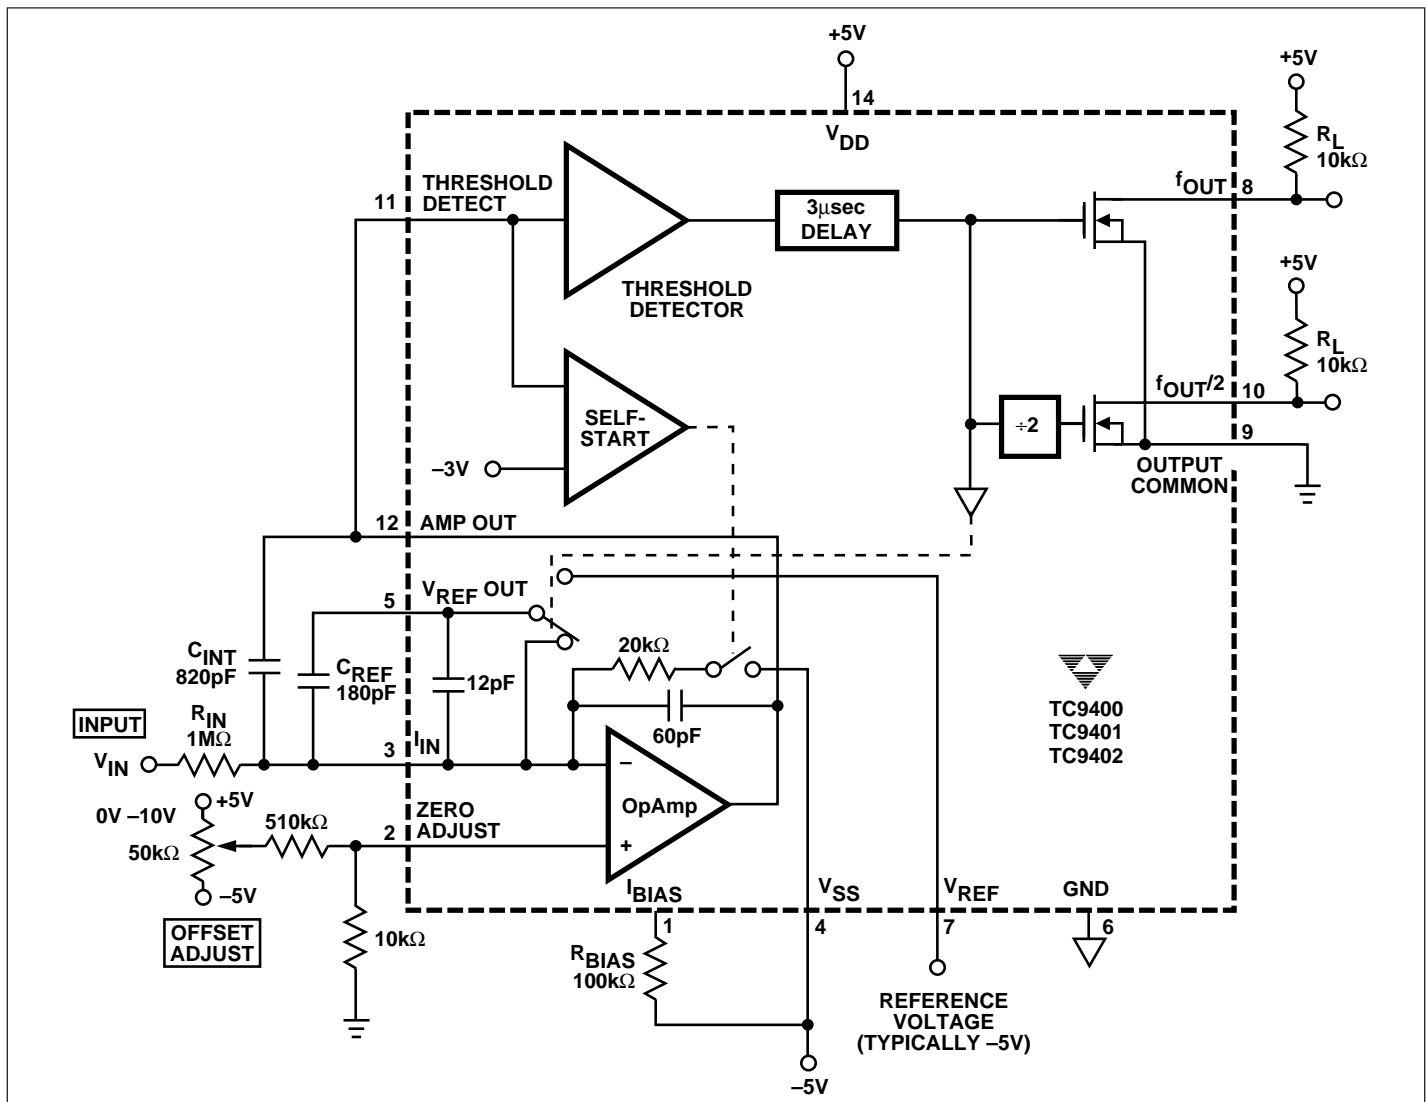 +5V
14
V_DD
+5V
R_L
10kΩ
11
THRESHOLD
DETECT
3μsec
DELAY
f_OUT 8
THRESHOLD
DETECTOR
+5V
R_L
10kΩ
SELF-
START
–3V
÷2
f_OUT/2 10
9
OUTPUT
COMMON
12 AMP OUT
V_REF OUT
5
C_INT
820pF
C_REF
180pF
12pF
20kΩ
60pF
TC9400
TC9401
TC9402
INPUT
R_IN
1MΩ
V_IN
3 I_IN
–
OpAmp
+
0V –10V
+5V
50kΩ
–5V
510kΩ
2
ZERO
ADJUST
OFFSET
ADJUST
10kΩ
I_BIAS
1
V_SS
4
V_REF
7
GND
6
R_BIAS
100kΩ
REFERENCE
VOLTAGE
(TYPICALLY –5V)
–5V